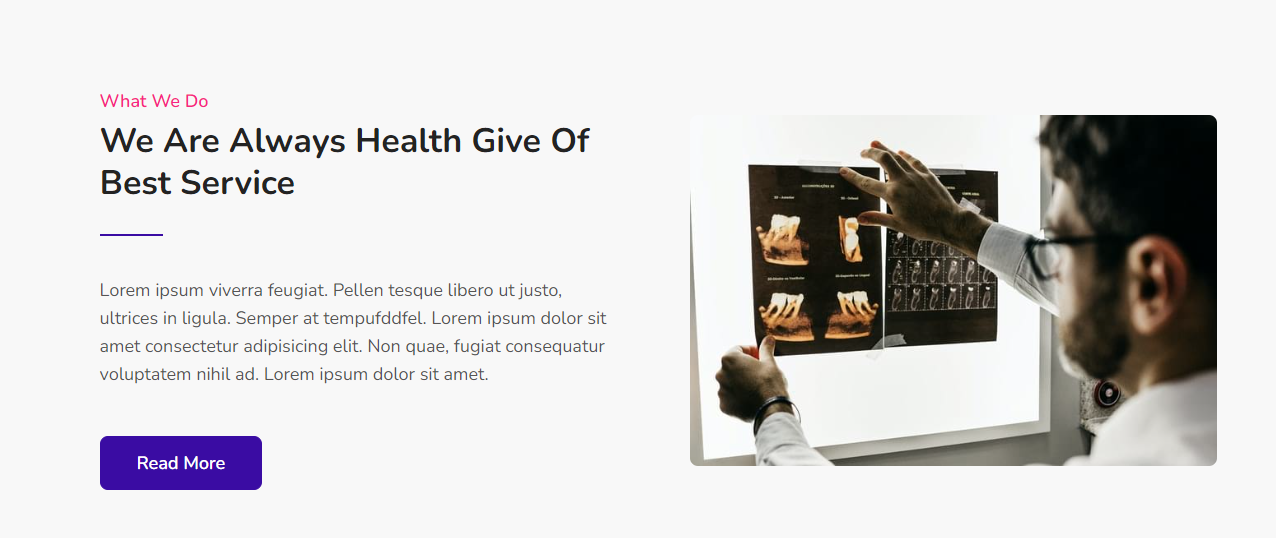 What We Do
We Are Always Health Give Of
Best Service
Lorem ipsum viverra feugiat. Pellen tesque libero ut justo,
ultrices in ligula. Semper at tempufddfel. Lorem ipsum dolor sit
amet consectetur adipisicing elit. Non quae, fugiat consequatur
voluptatem nihil ad. Lorem ipsum dolor sit amet.
Read More